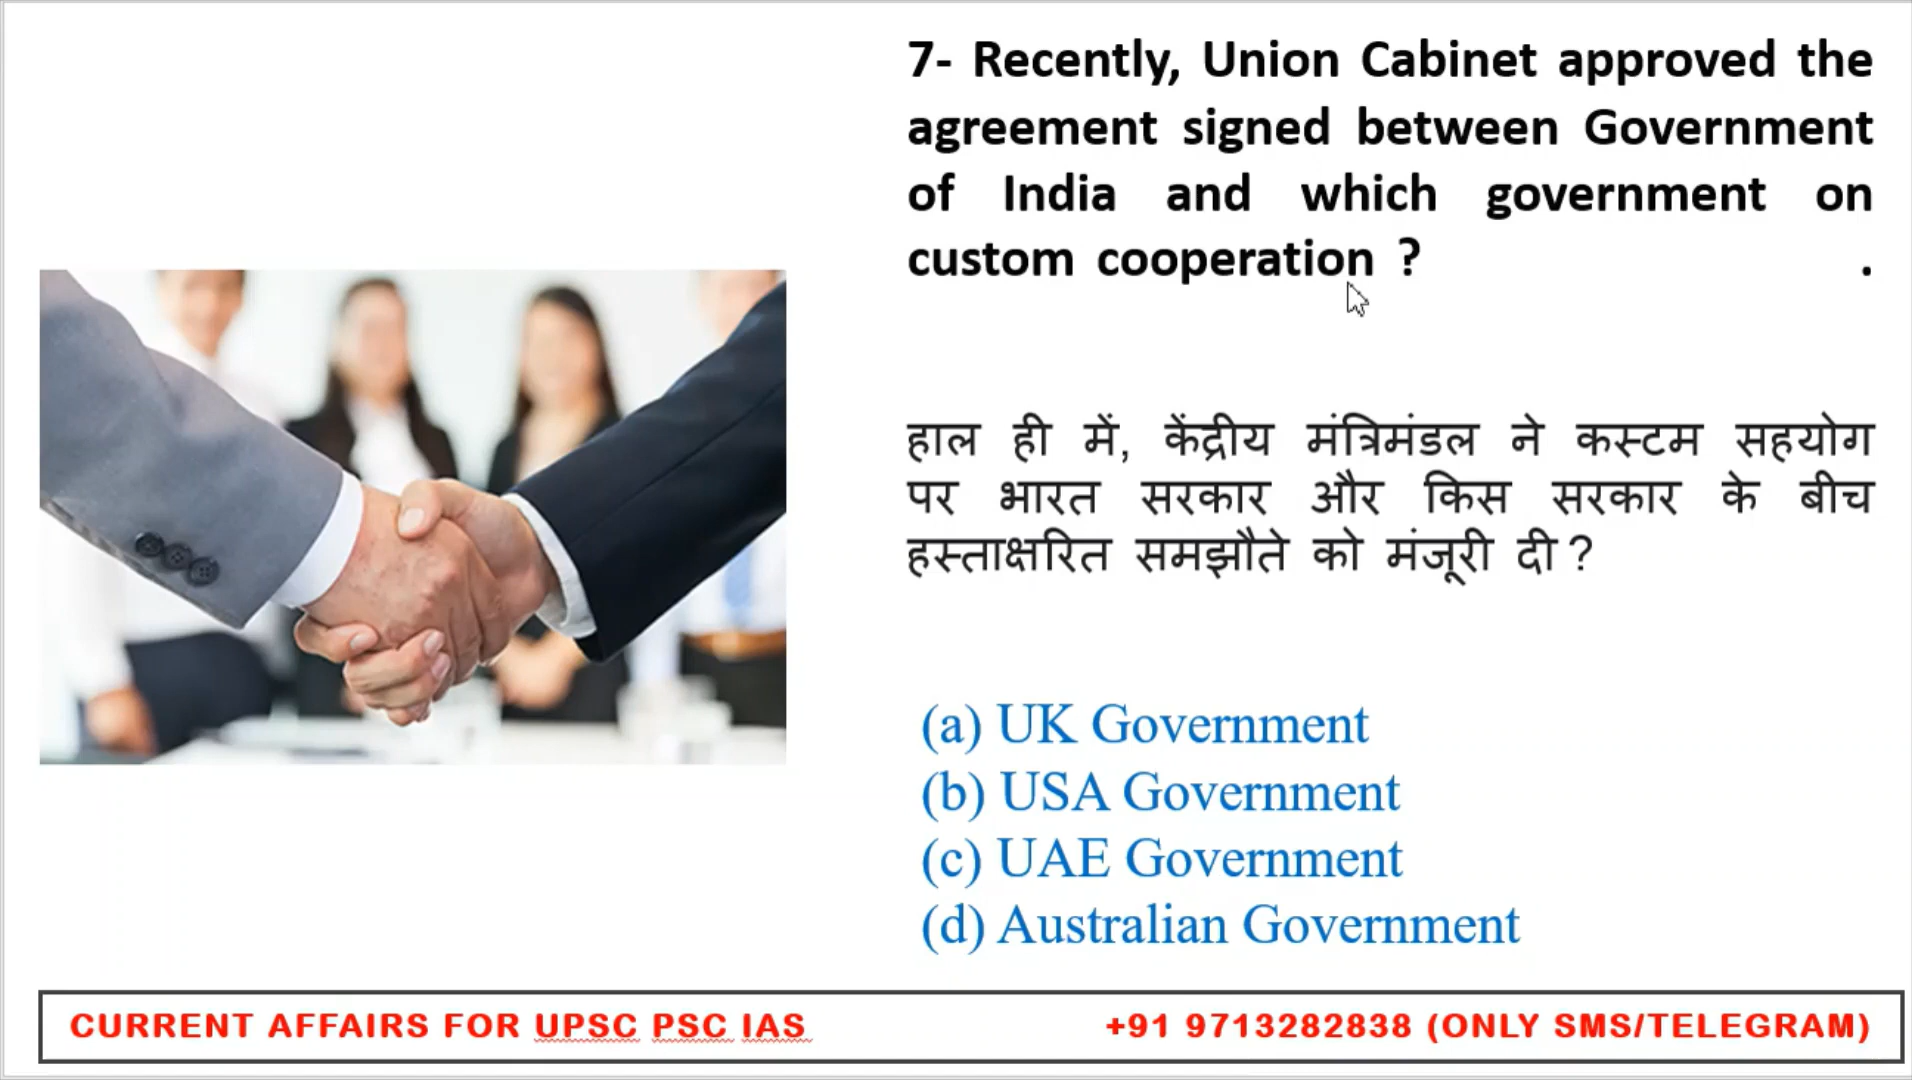 7- Recently, Union Cabinet approved the
agreement signed between Government
of India and which government on
custom cooperation ? .
हाल ही में, केंद्रीय मंत्रिमंडल ने कस्टम सहयोग
पर भारत सरकार और किस सरकार के बीच
हस्ताक्षरित समझौते को मंजूरी दी ?
(a) UK Government
(b) USA Government
(c) UAE Government
(d) Australian Government
CURRENT AFFAIRS FOR UPSC PSC IAS +91 9713282838 (ONLY SMS/TELEGRAM)